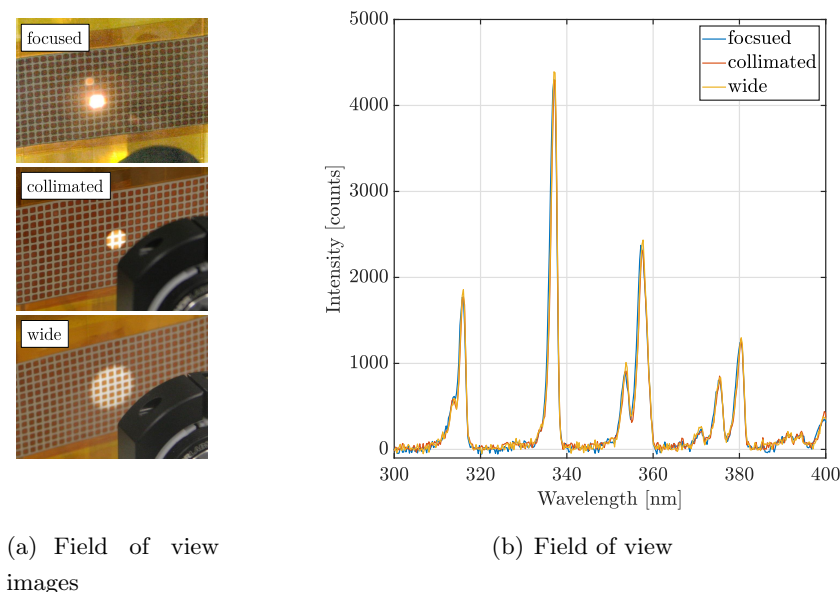 focused
collimated
wide
(a) Field of view
images
5000
4000
3000
2000
1000
0
300
320
340
360
380
400
Intensity [counts]
Wavelength [nm]
focsued
collimated
wide
(b) Field of view